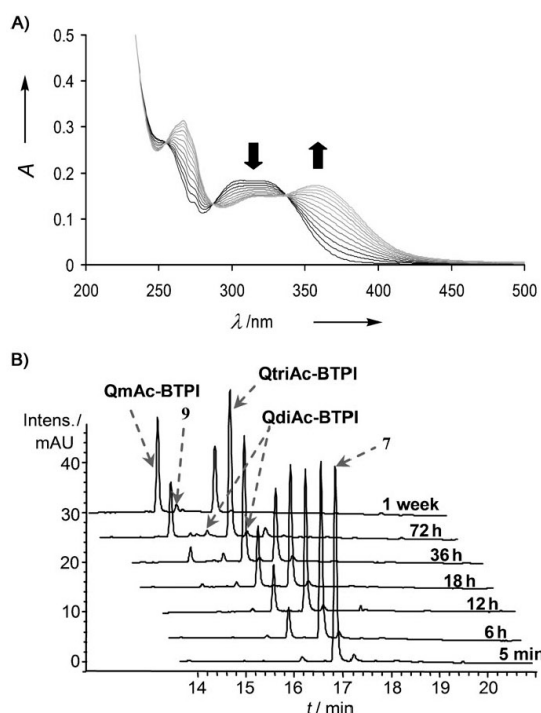 A)
0.5
0.4
0.3
A
0.2
0.1
0
200 250 300 350 400 450 500
λ/nm
B)
QtriAc-BTPI
QmAc-BTPI
9
QdiAc-BTPI
7
Intens./
mAU
40
30
20
10
0
1 week
72 h
36 h
18 h
12 h
6 h
5 min
14 15 16 17 18 19 20
t / min